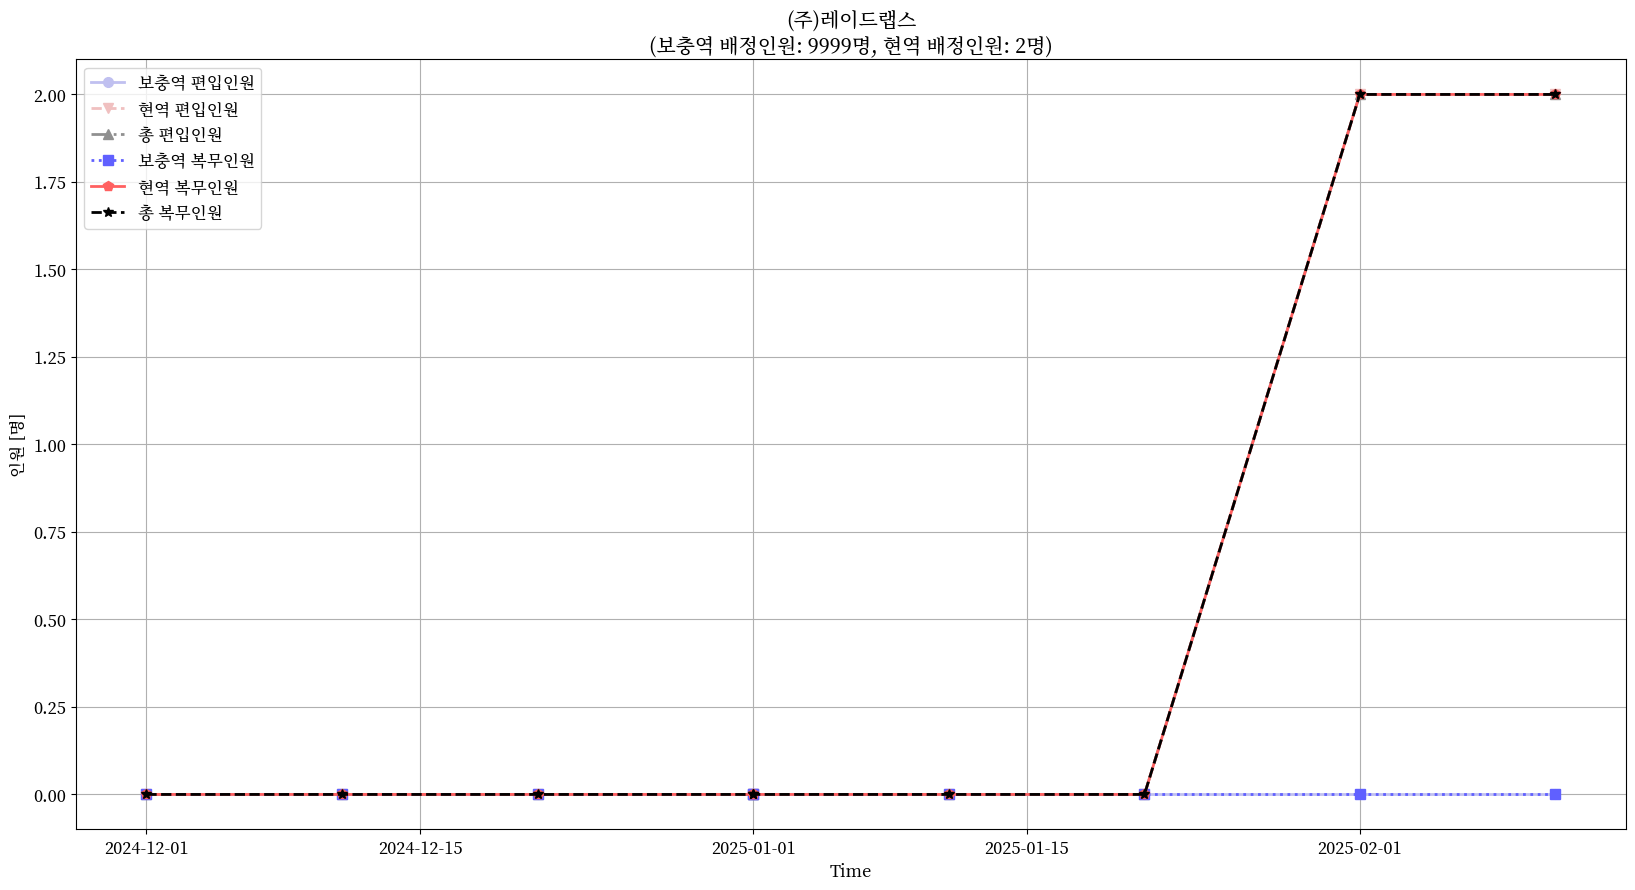 (주)레이드랩스
(보충역 배정인원: 9999명, 현역 배정인원: 2명)
보충역 편입인원
현역 편입인원
총 편입인원
보충역 복무인원
현역 복무인원
총 복무인원
2.00
1.75
1.50
1.25
1.00
0.75
0.50
0.25
0.00
인원 [명]
2024-12-01
2024-12-15
2025-01-01
2025-01-15
2025-02-01
Time